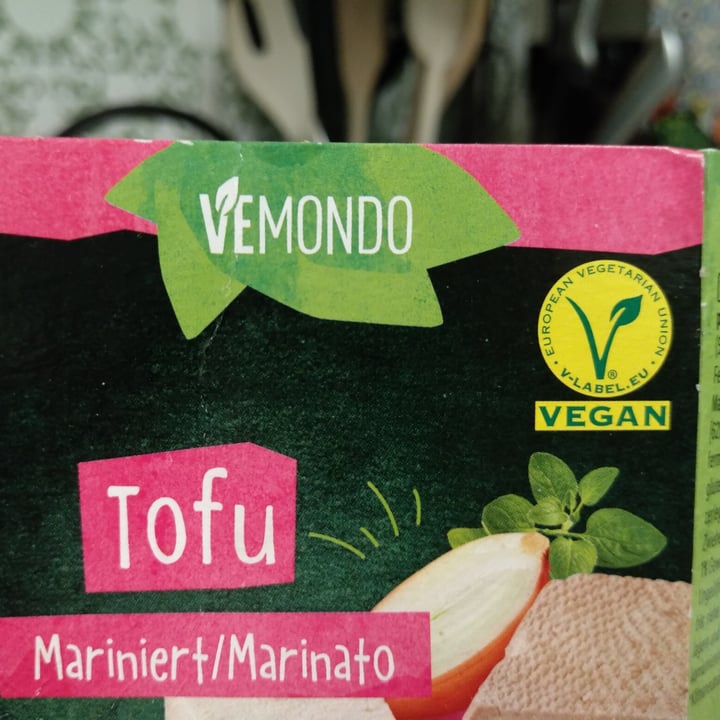 VEMONDO
EUROPEAN VEGETARIAN UNION
V-LABEL.EU
®
VEGAN
Tofu
Mariniert/Marinato